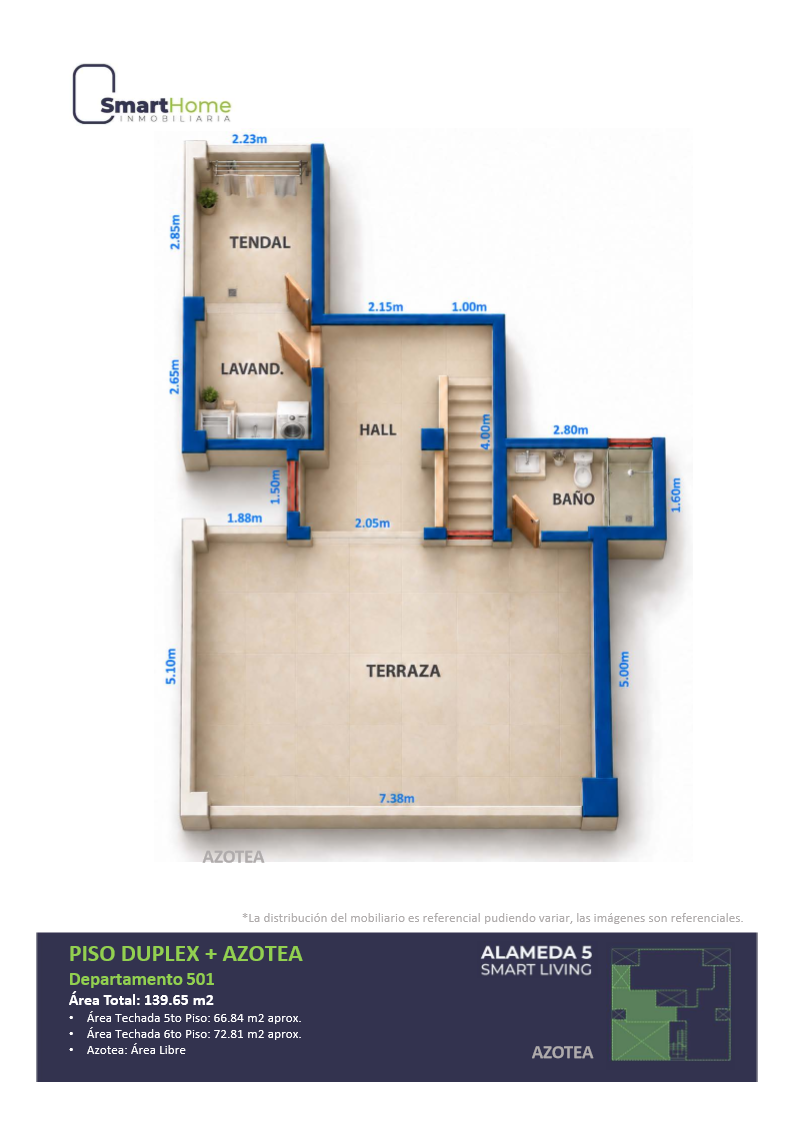 SmartHome
INMOBILIARIA
2.23m
2.85m
TENDAL
2.15m
1.00m
2.65m
LAVAND.
HALL
4.00m
2.80m
BAÑO
1.50m
1.60m
1.88m
2.05m
5.10m
TERRAZA
5.00m
7.38m
AZOTEA
*La distribución del mobiliario es referencial pudiendo variar, las imágenes son referenciales.
PISO DUPLEX + AZOTEA
Departamento 501
Área Total: 139.65 m2
• Área Techada 5to Piso: 66.84 m2 aprox.
• Área Techada 6to Piso: 72.81 m2 aprox.
• Azotea: Área Libre
ALAMEDA 5
SMART LIVING
AZOTEA